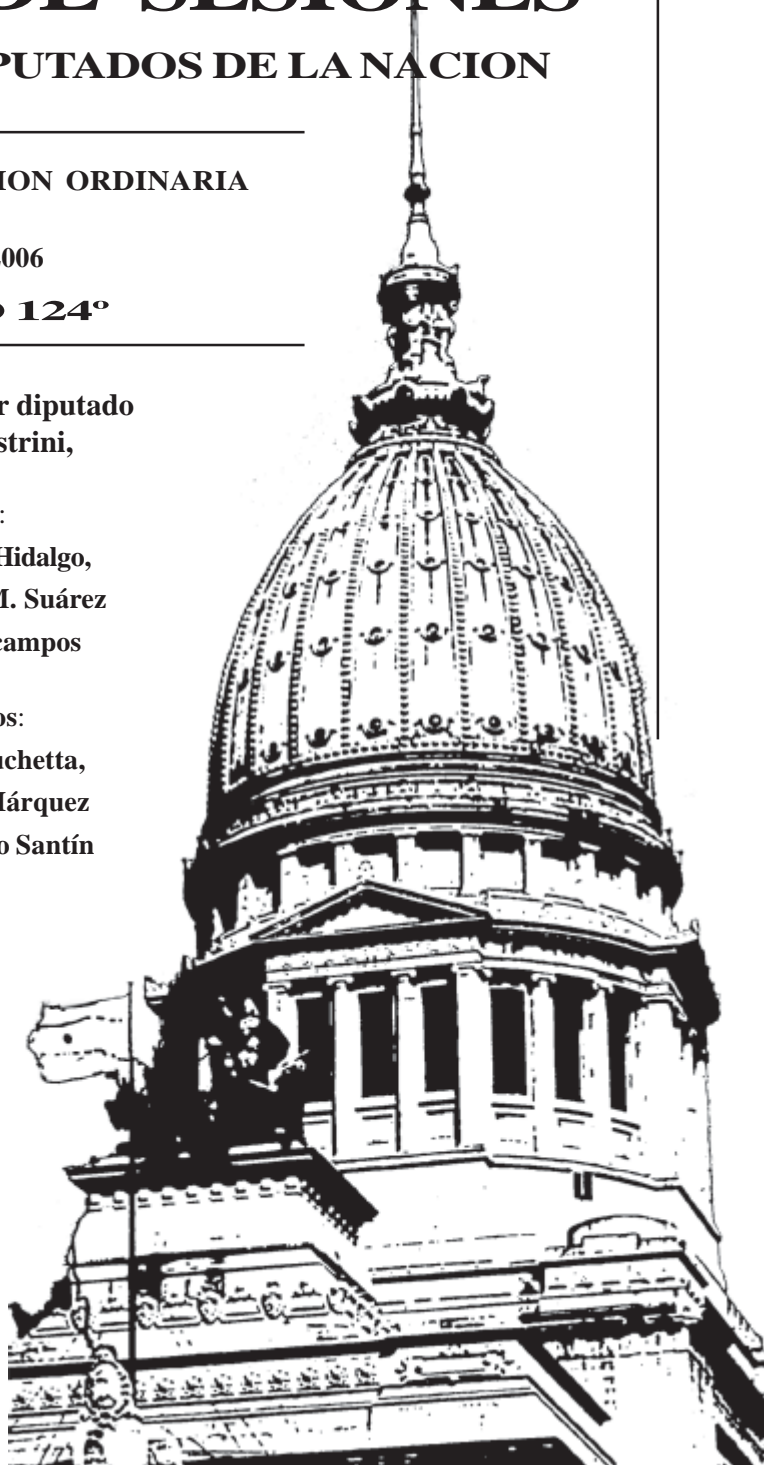 DE SESIONES
PUTADOS DE LA NACION
ION ORDINARIA
006
124º
r diputado
strini,
:
Hidalgo,
M. Suárez
campos
os:
uchetta,
Márquez
o Santín